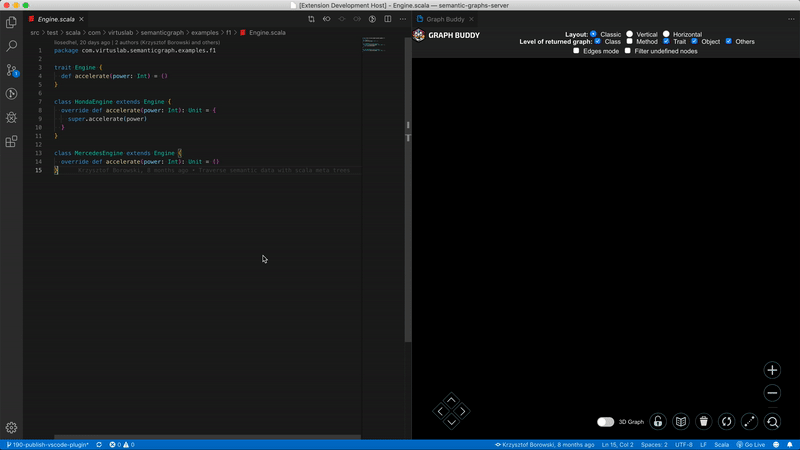 [Extension Development Host] - Engine.scala — semantic-graphs-server
Engine.scala
src > test > scala > com > virtuslab > semanticgraph > examples > f1 > Engine.scala
liosedhel, 20 days ago | 2 authors (Krzysztof Borowski and others)
1 package com.virtuslab.semanticgraph.examples.f1
2
3 trait Engine {
4 def accelerate(power: Int) = ()
5 }
6
7 class HondaEngine extends Engine {
8 override def accelerate(power: Int): Unit = {
9 super.accelerate(power)
10 }
11 }
12
13 class MercedesEngine extends Engine {
14 override def accelerate(power: Int): Unit = ()
15 } Krzysztof Borowski, 8 months ago • Traverse semantic data with scala meta trees
Graph Buddy
GRAPH BUDDY
Layout: Classic Vertical Horizontal
Level of returned graph: Class Method Trait Object Others
Edges mode Filter undefined nodes
3D Graph
1
190-publish-vscode-plugin* 0 0 Krzysztof Borowski, 8 months ago Ln 15, Col 2 Spaces: 2 UTF-8 LF Scala Go Live